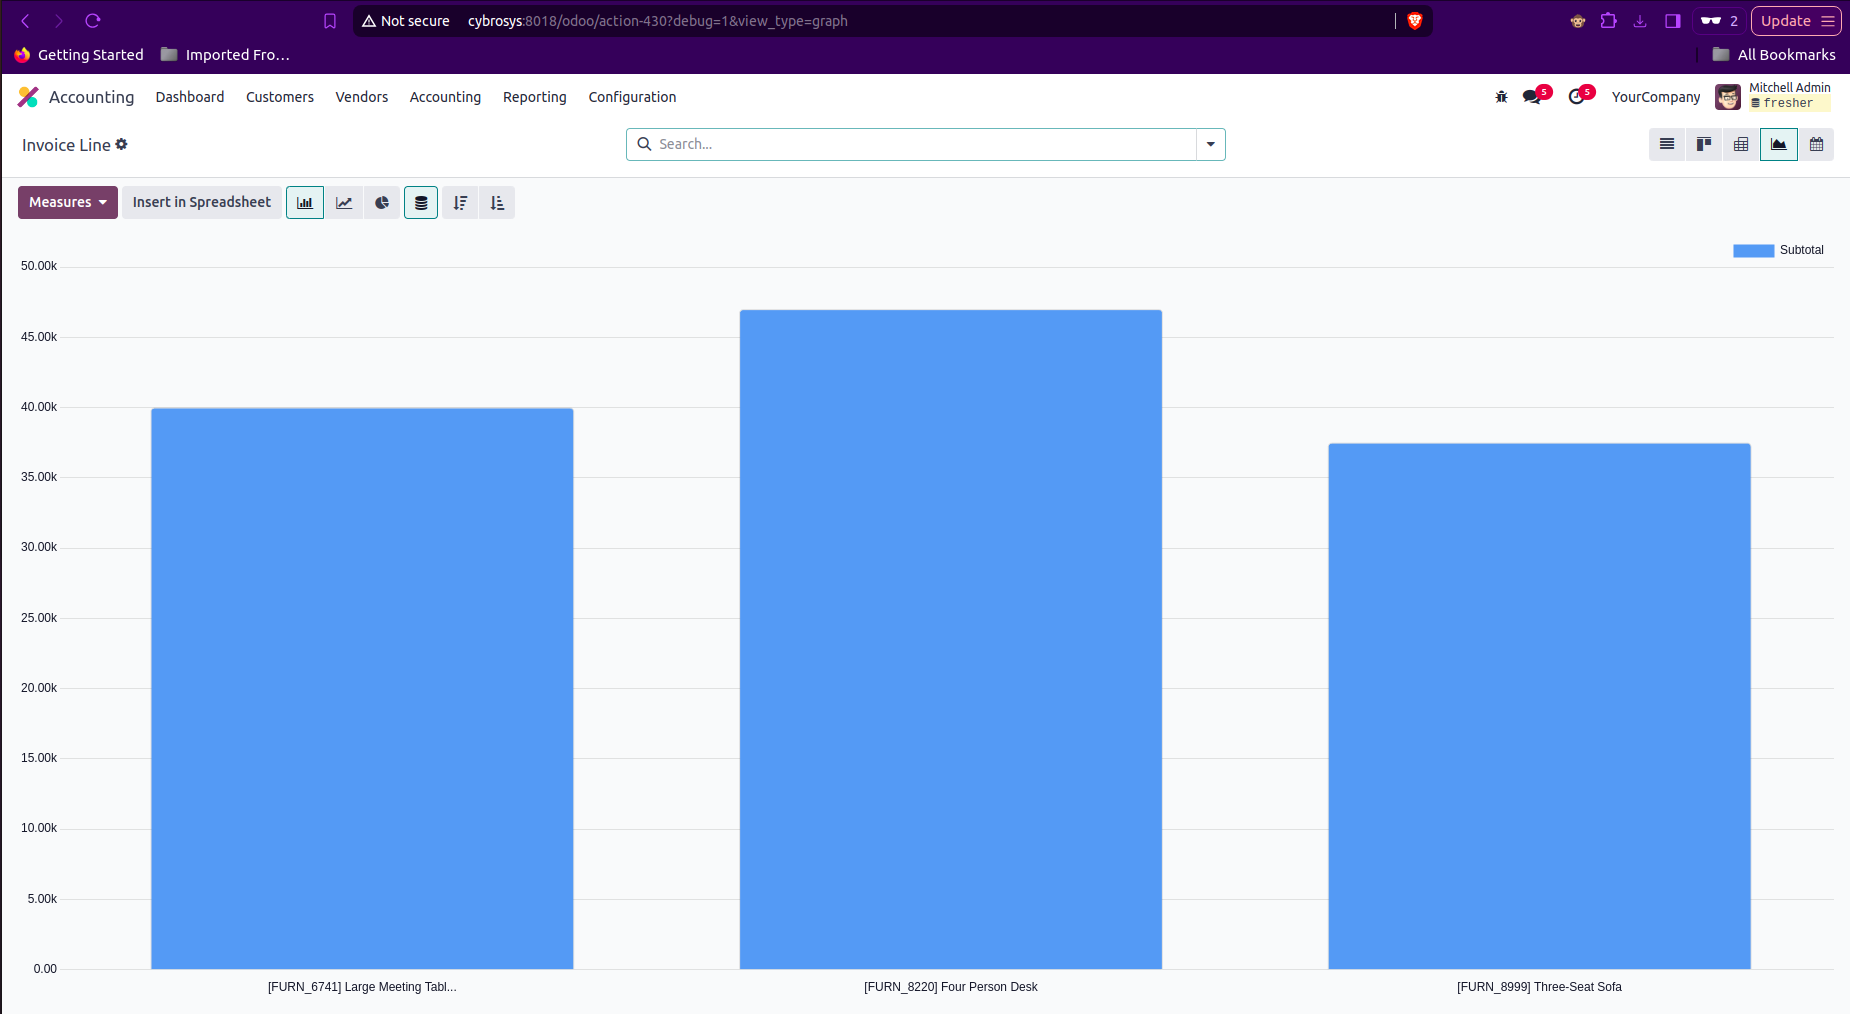 Not secure cybrosys:8018/odoo/action-430?debug=1&view_type=graph 2 Update
Getting Started Imported Fro… All Bookmarks
Accounting Dashboard Customers Vendors Accounting Reporting Configuration 5 5 YourCompany Mitchell Admin
fresher
Invoice Line Search...
Measures Insert in Spreadsheet
Subtotal
50.00k
45.00k
40.00k
35.00k
30.00k
25.00k
20.00k
15.00k
10.00k
5.00k
0.00
[FURN_6741] Large Meeting Tabl... [FURN_8220] Four Person Desk [FURN_8999] Three-Seat Sofa